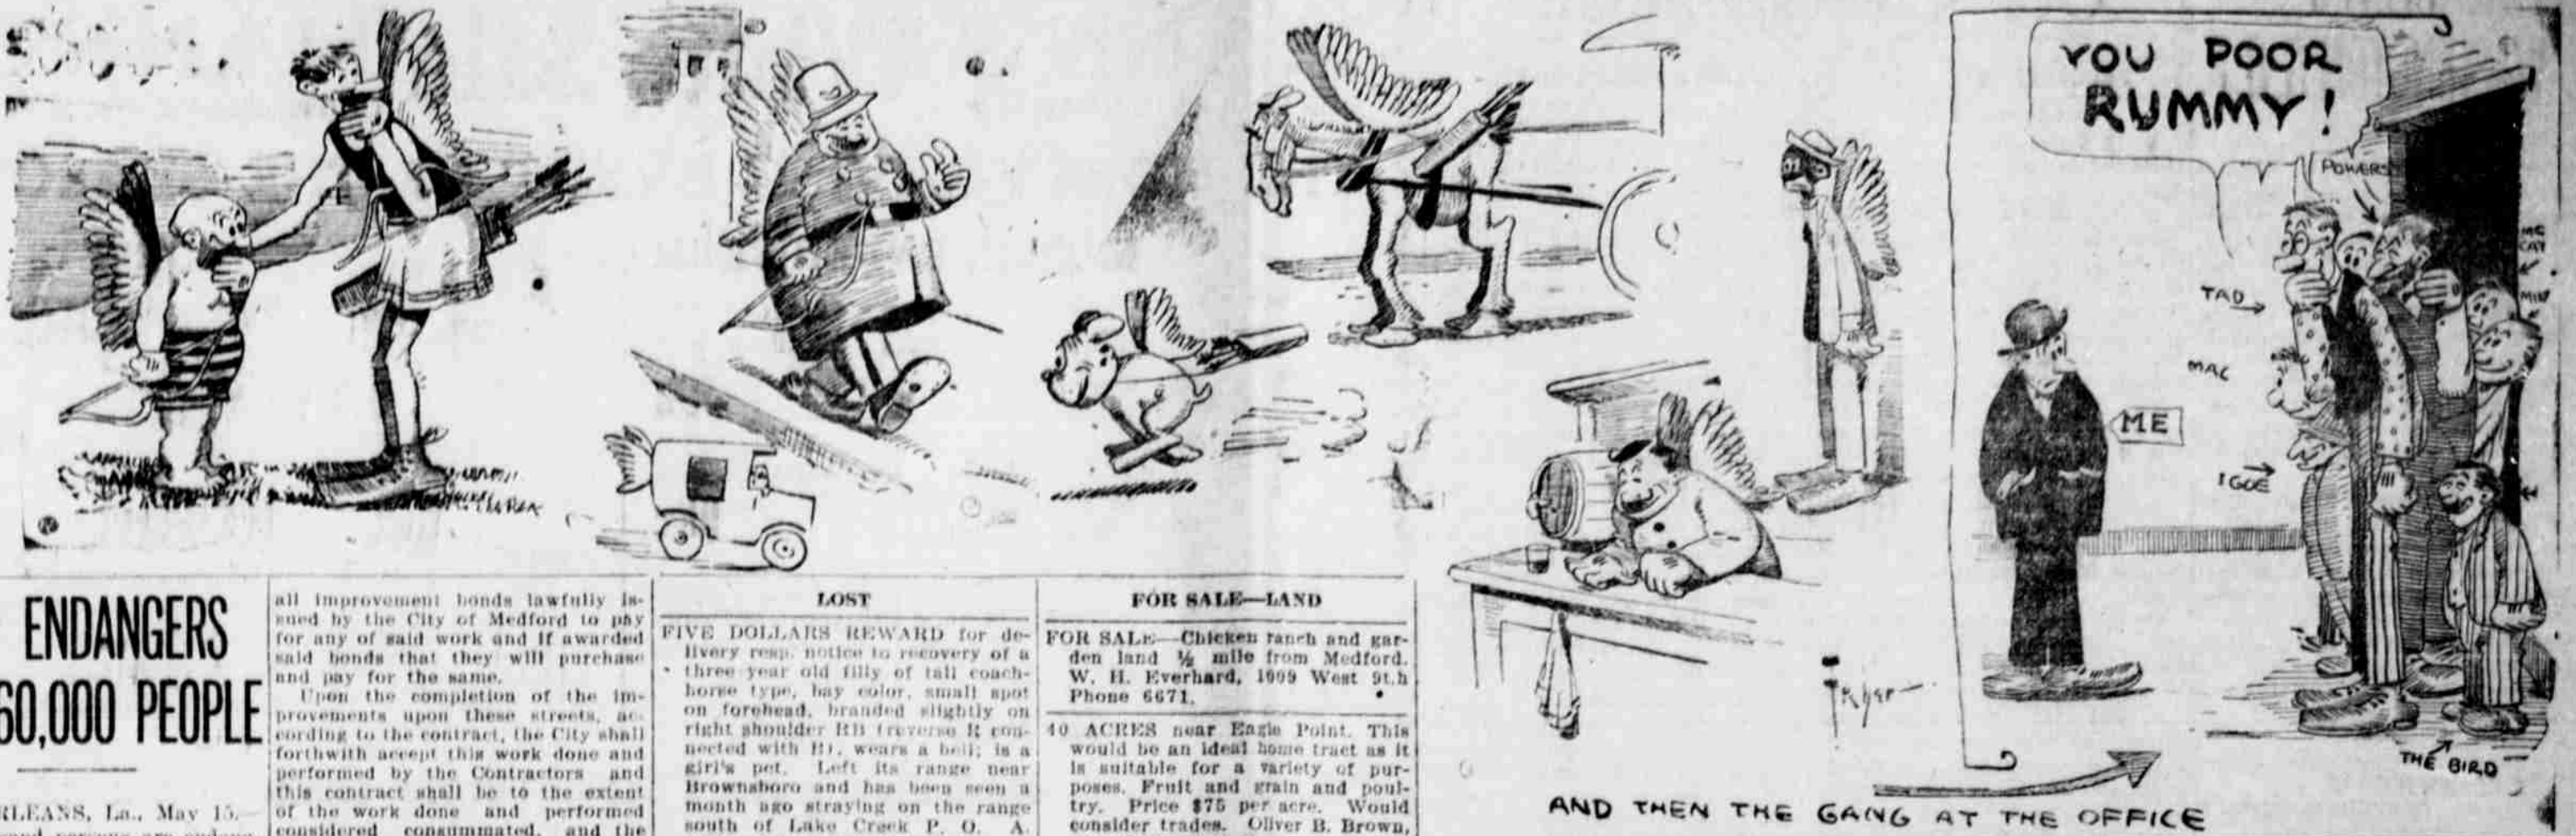 YOU POOR
RUMMY!
POWERS
TAD
MAC
ME
IGOE
THE BIRD
AND THEN THE GANG AT THE OFFICE
ENDANGERS
60,000 PEOPLE
RLEANS, La., May 15.—
all improvement bonds lawfully is-
sued by the City of Medford to pay
for any of said work and if awarded
said bonds that they will purchase
and pay for the same.
Upon the completion of the im-
provements upon these streets, ac-
cording to the contract, the City shall
forthwith accept this work done and
performed by the Contractors and
this contract shall be to the extent
of the work done and performed
considered consummated, and the
LOST
FIVE DOLLARS REWARD for de-
livery resp. notice to recovery of a
three year old filly of tall coach-
horse type, bay color, small spot
on forehead, branded slightly on
right shoulder RB (reverse R con-
nected with B), wears a bell; is a
girl's pet. Left its range near
Brownsboro and has been seen a
month ago straying on the range
south of Lake Creek P. O. A.
FOR SALE—LAND
FOR SALE—Chicken ranch and gar-
den land ½ mile from Medford.
W. H. Everhard, 1009 West 9t.h
Phone 6671.
40 ACRES near Eagle Point. This
would be an ideal home tract as it
is suitable for a variety of pur-
poses. Fruit and grain and poul-
try. Price $75 per acre. Would
consider trades. Oliver B. Brown,